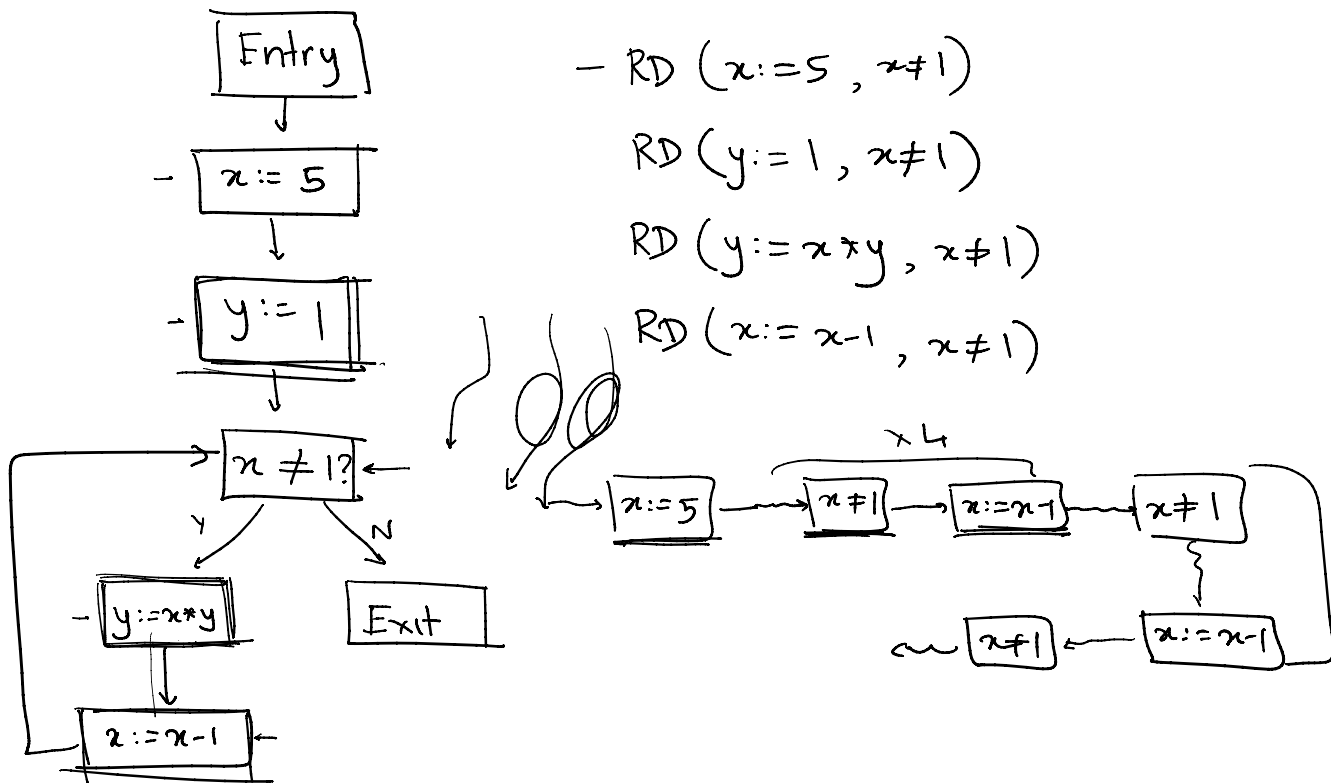 Entry
x := 5
y := 1
x ≠ 1?
Y
N
y := x*y
Exit
x := x-1
- RD (x := 5, x ≠ 1)
RD (y := 1, x ≠ 1)
RD (y := x*y, x ≠ 1)
RD (x := x-1, x ≠ 1)
x4
x := 5
x ≠ 1
x := x-1
x ≠ 1
x ≠ 1
x := x-1